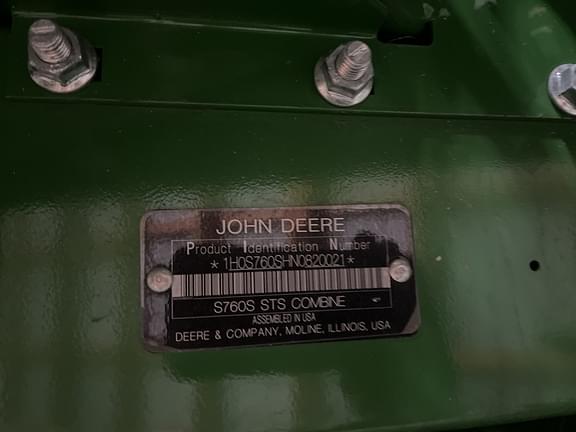 JOHN DEERE
Product Identification Number
*1H0S760SHN0820021*
S760S STS COMBINE
ASSEMBLED IN USA
DEERE & COMPANY, MOLINE, ILLINOIS, USA